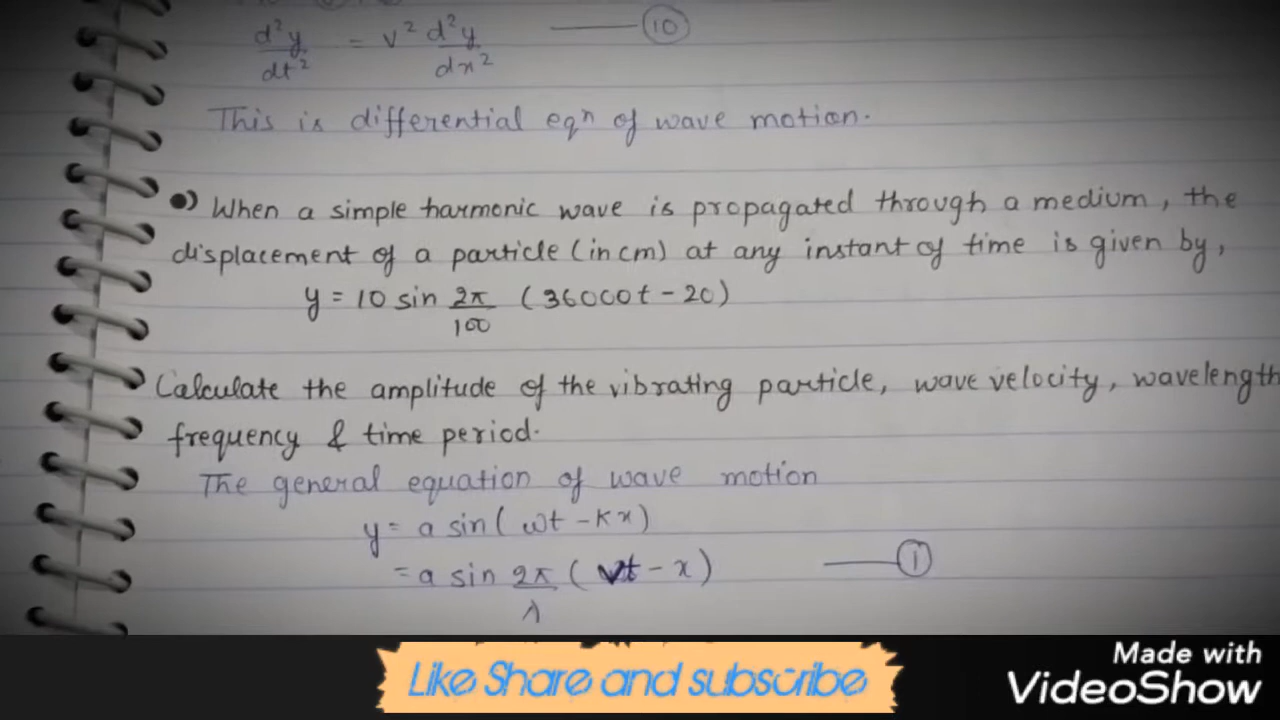 d²y/dt² = v² d²y/dx² —— ⑩
This is differential eqⁿ of wave motion.
•) When a simple harmonic wave is propagated through a medium, the
displacement of a particle (in cm) at any instant of time is given by,
y = 10 sin 2π/100 (36000t - 20)
Calculate the amplitude of the vibrating particle, wave velocity, wavelength
frequency & time period.
The general equation of wave motion
y = a sin( ωt - Kx)
= a sin 2π/λ ( vt - x) —— ①
Like Share and subscribe
Made with
VideoShow